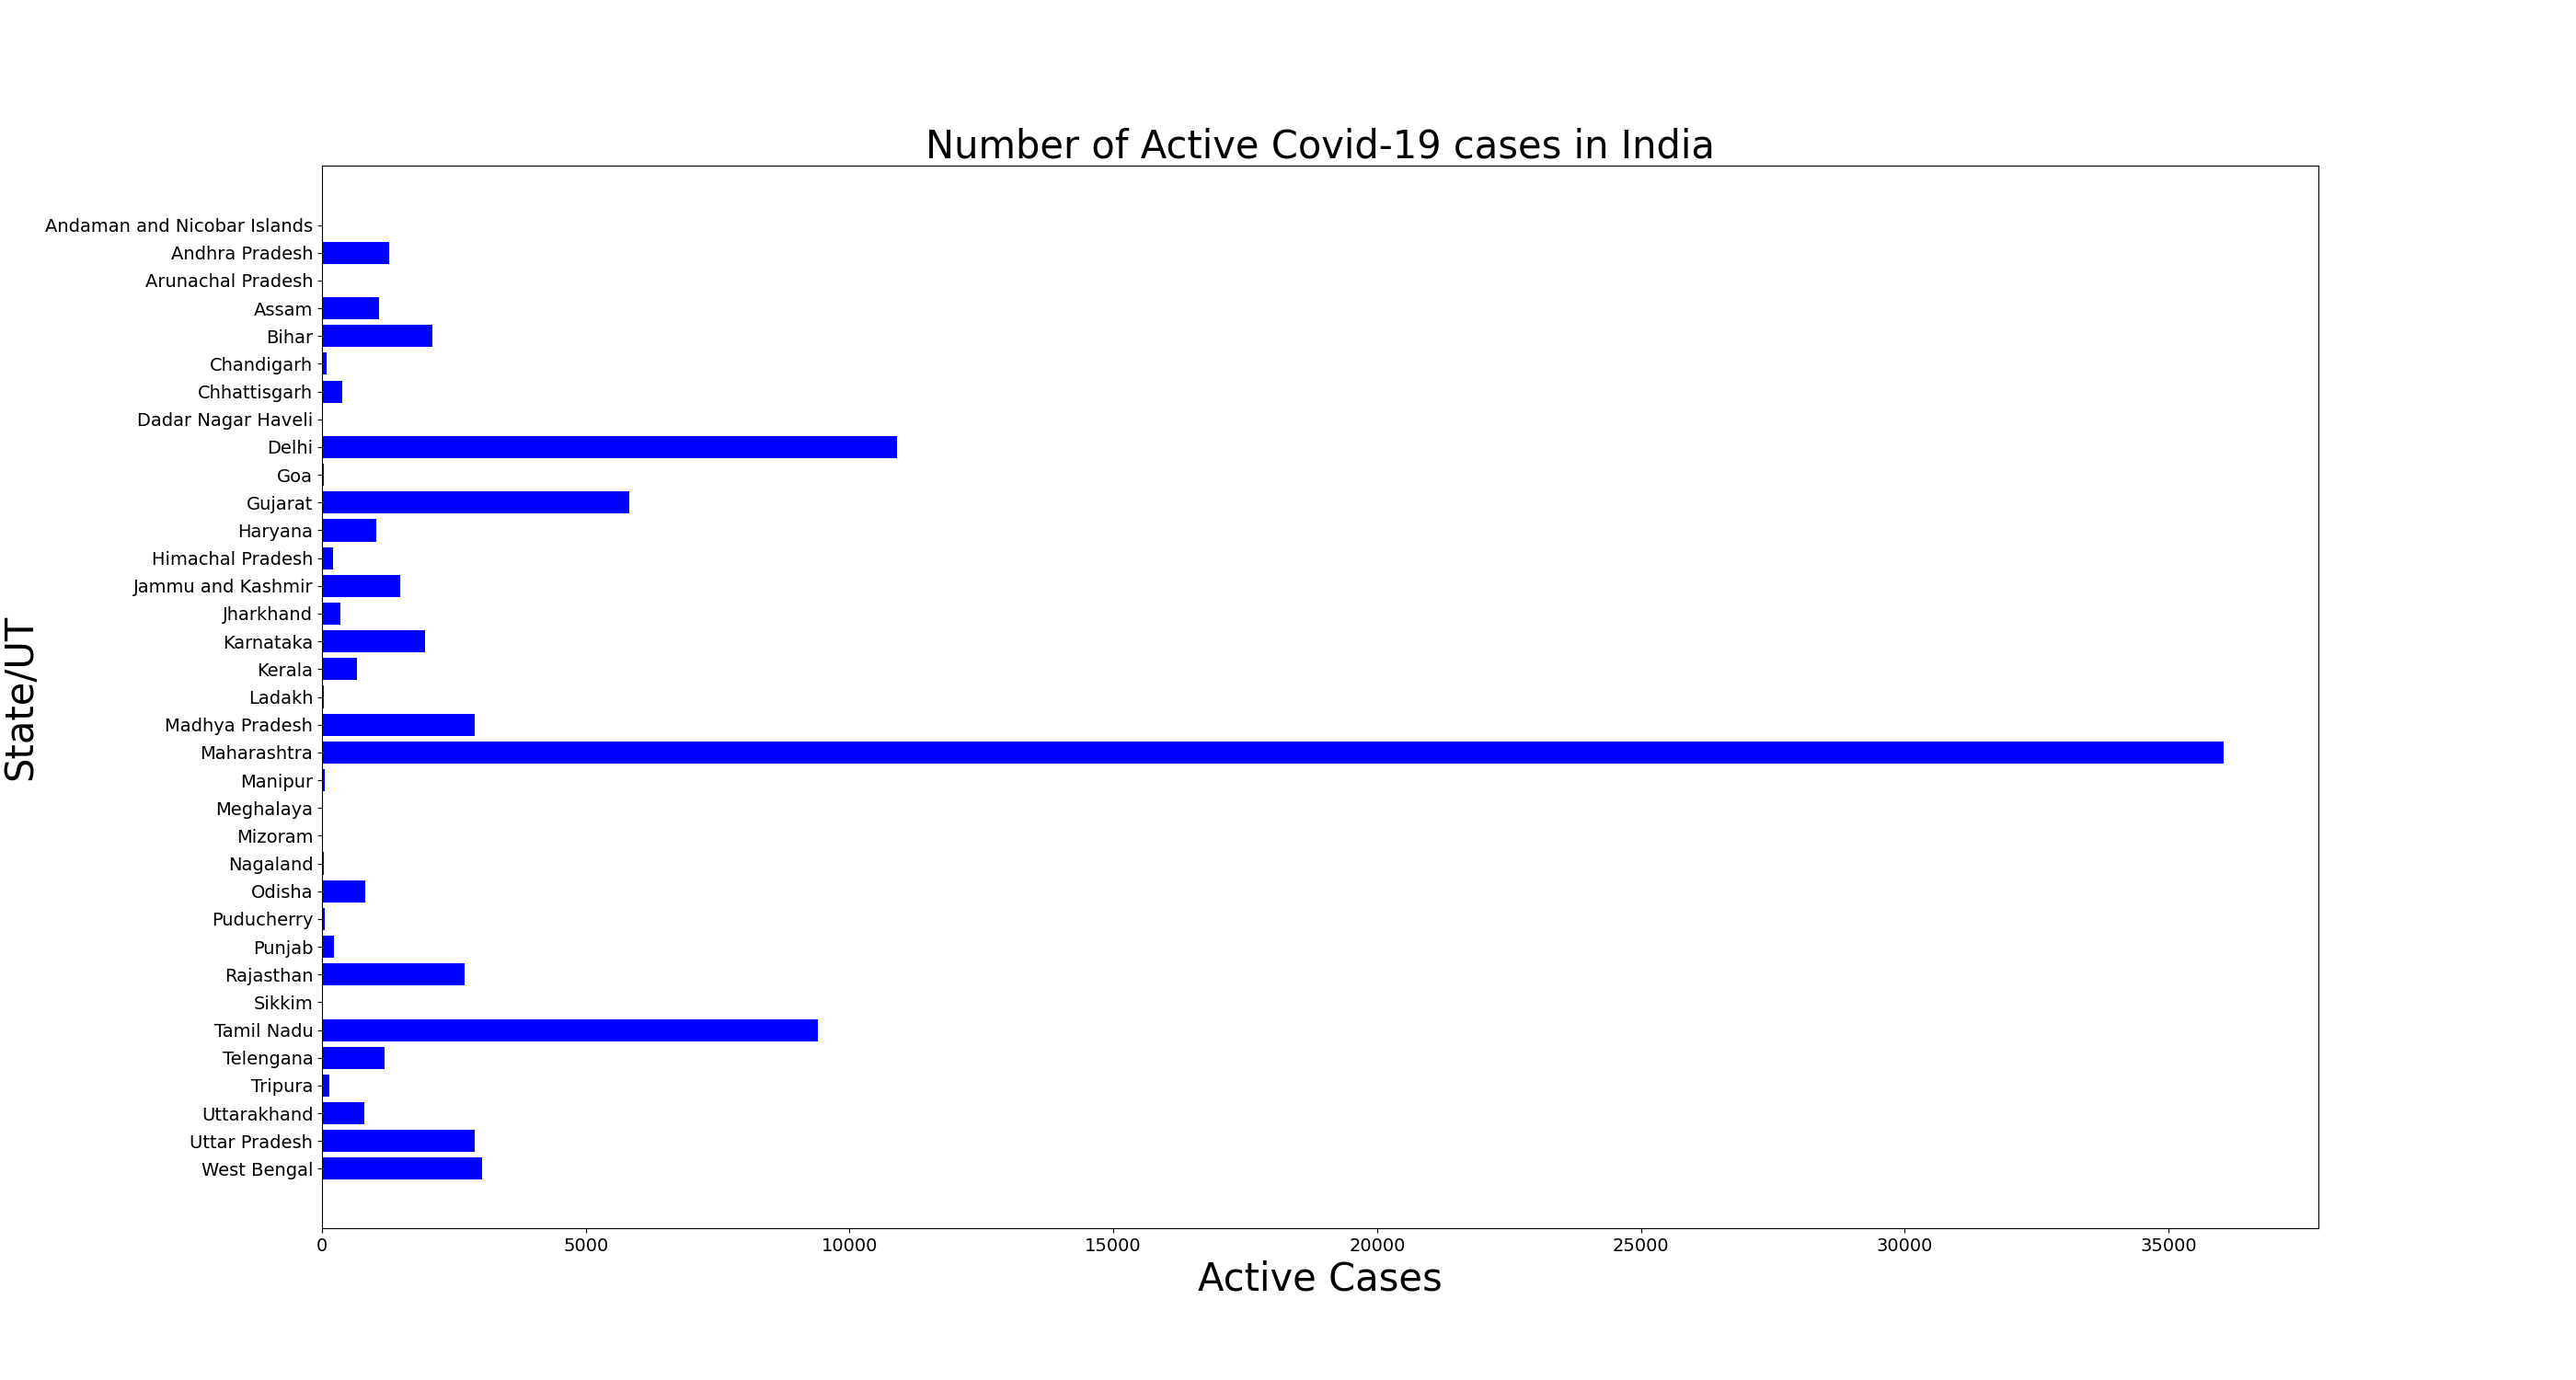 Number of Active Covid-19 cases in India
State/UT
Andaman and Nicobar Islands
Andhra Pradesh
Arunachal Pradesh
Assam
Bihar
Chandigarh
Chhattisgarh
Dadar Nagar Haveli
Delhi
Goa
Gujarat
Haryana
Himachal Pradesh
Jammu and Kashmir
Jharkhand
Karnataka
Kerala
Ladakh
Madhya Pradesh
Maharashtra
Manipur
Meghalaya
Mizoram
Nagaland
Odisha
Puducherry
Punjab
Rajasthan
Sikkim
Tamil Nadu
Telengana
Tripura
Uttarakhand
Uttar Pradesh
West Bengal
0 5000 10000 15000 20000 25000 30000 35000
Active Cases